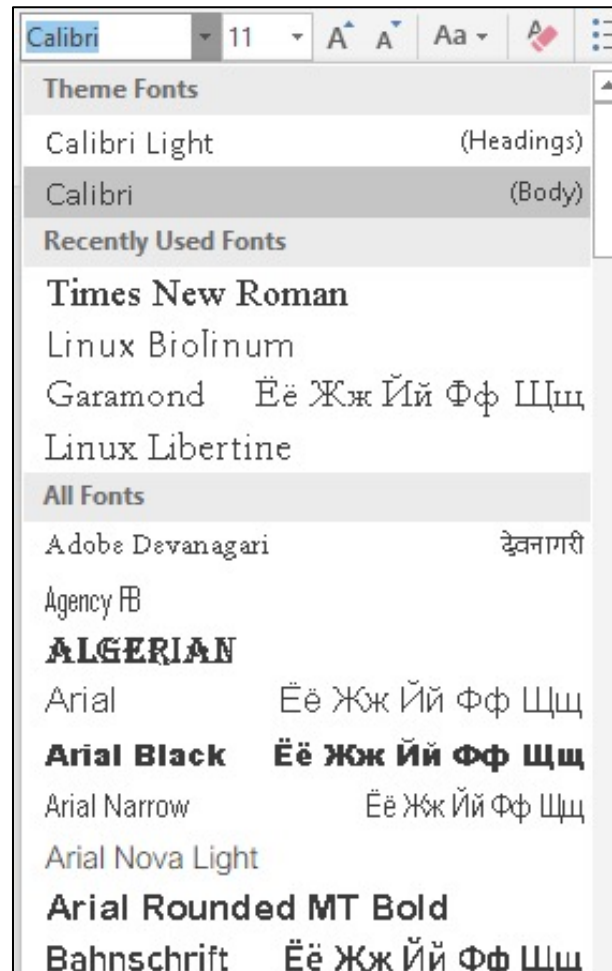 Calibri 11 A A Aa
Theme Fonts
Calibri Light (Headings)
Calibri (Body)
Recently Used Fonts
Times New Roman
Linux Biolinum
Garamond Ёё Жж Йй Фф Щщ
Linux Libertine
All Fonts
Adobe Devanagari देवनागरी
Agency FB
ALGERIAN
Arial Ёё Жж Йй Фф Щщ
Arial Black Ёё Жж Йй Фф Щщ
Arial Narrow Ёё Жж Йй Фф Щщ
Arial Nova Light
Arial Rounded MT Bold
Bahnschrift Ёё Жж Йй Фф Щщ